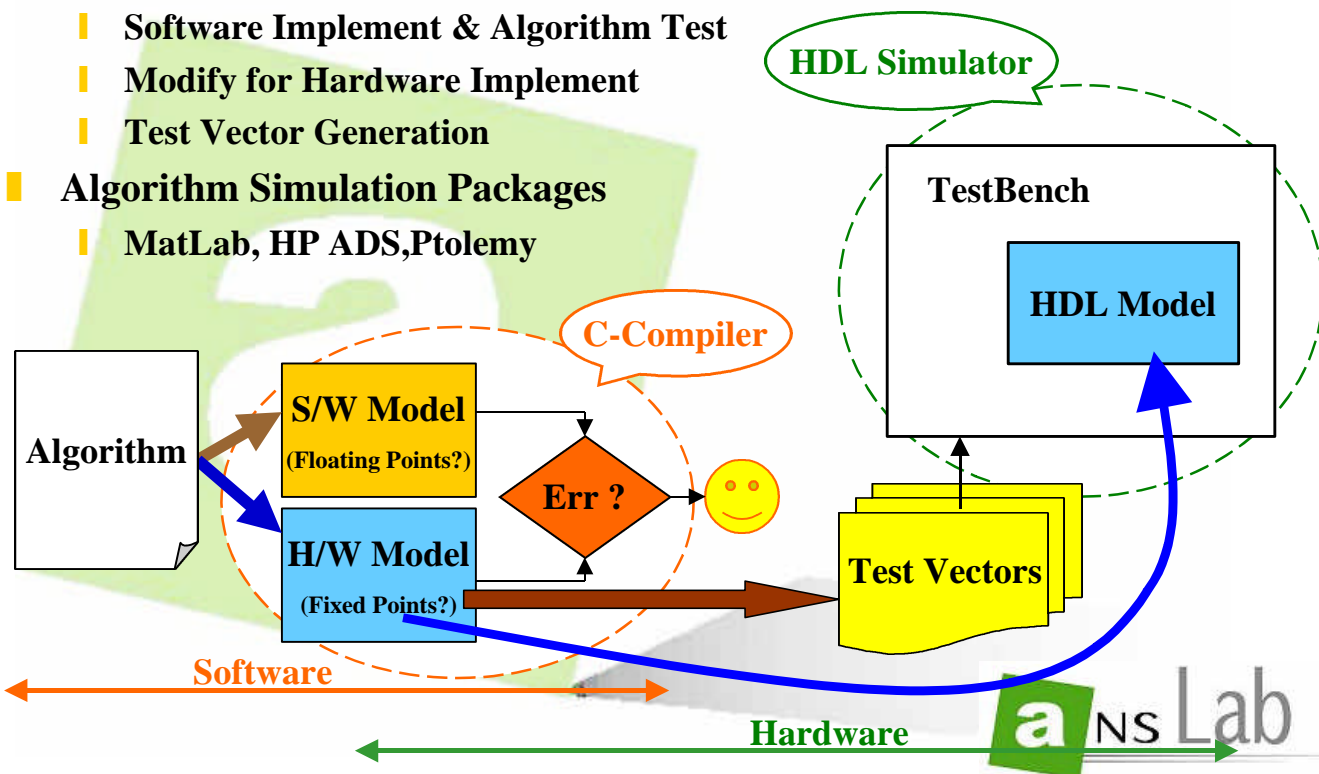 Software Implement & Algorithm Test
Modify for Hardware Implement
Test Vector Generation
Algorithm Simulation Packages
MatLab, HP ADS,Ptolemy
HDL Simulator
TestBench
HDL Model
C-Compiler
Algorithm
S/W Model
(Floating Points?)
Err ?
H/W Model
(Fixed Points?)
Test Vectors
Software
Hardware
a NS Lab